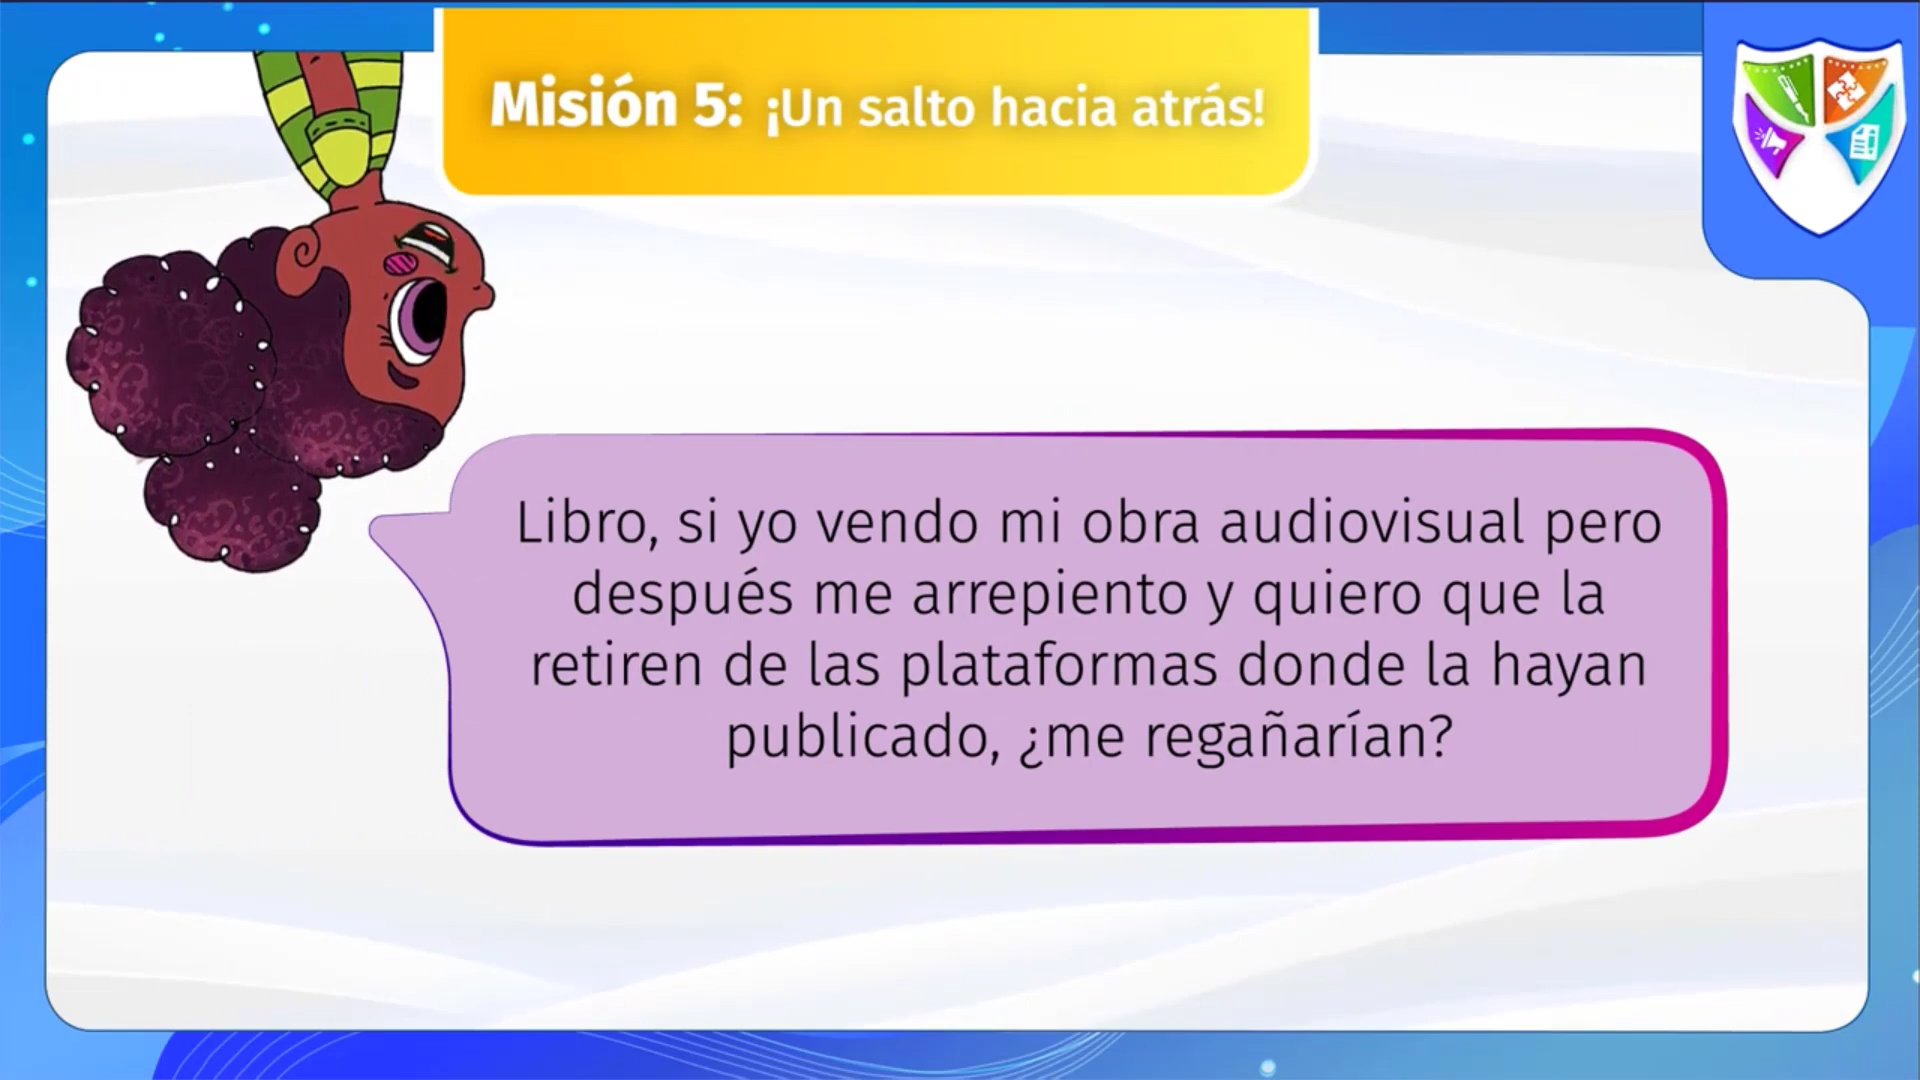 Misión 5: ¡Un salto hacia atrás!
Libro, si yo vendo mi obra audiovisual pero
después me arrepiento y quiero que la
retiren de las plataformas donde la hayan
publicado, ¿me regañarían?